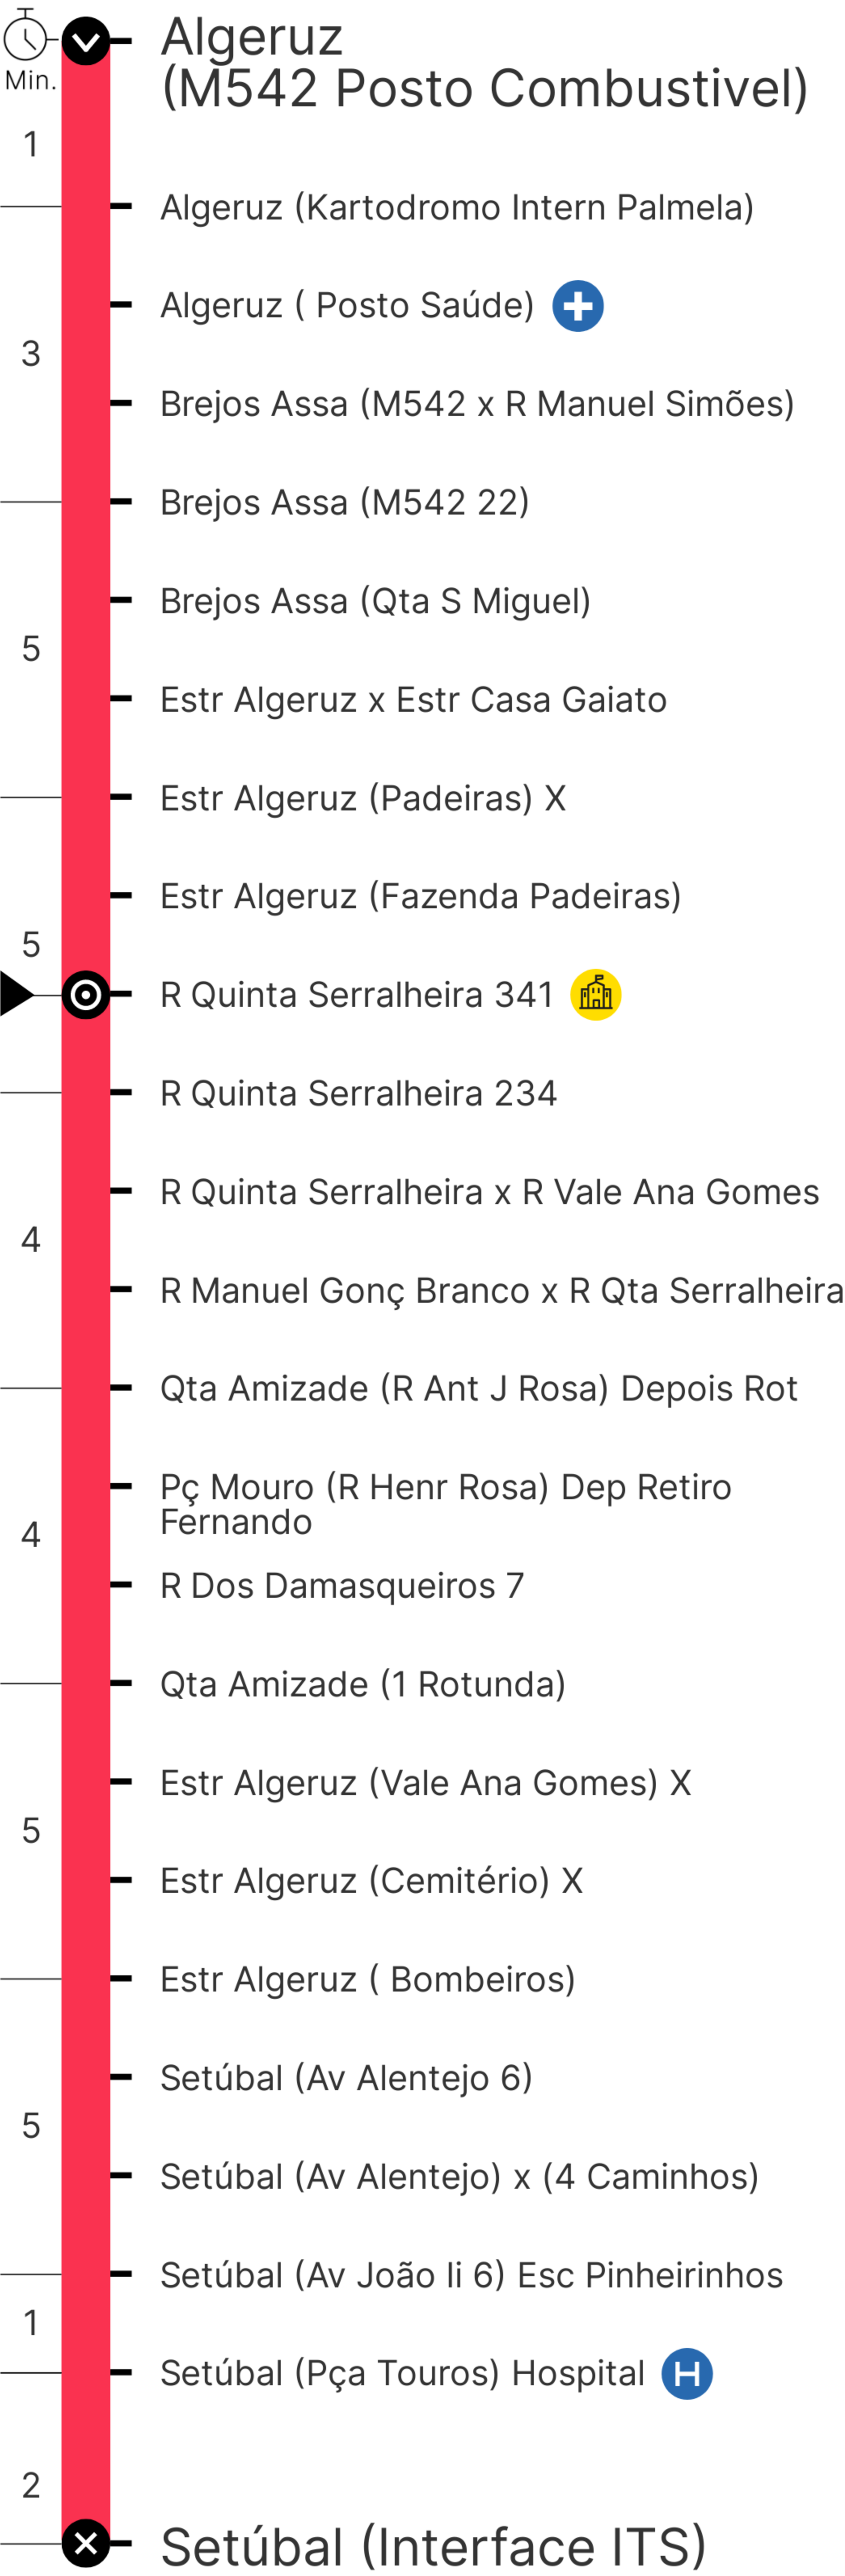 Algeruz
(M542 Posto Combustivel)
Min.
1
Algeruz (Kartodromo Intern Palmela)
Algeruz ( Posto Saúde)
3
Brejos Assa (M542 x R Manuel Simões)
Brejos Assa (M542 22)
Brejos Assa (Qta S Miguel)
5
Estr Algeruz x Estr Casa Gaiato
Estr Algeruz (Padeiras) X
Estr Algeruz (Fazenda Padeiras)
5
R Quinta Serralheira 341
R Quinta Serralheira 234
R Quinta Serralheira x R Vale Ana Gomes
4
R Manuel Gonç Branco x R Qta Serralheira
Qta Amizade (R Ant J Rosa) Depois Rot
Pç Mouro (R Henr Rosa) Dep Retiro
Fernando
4
R Dos Damasqueiros 7
Qta Amizade (1 Rotunda)
Estr Algeruz (Vale Ana Gomes) X
5
Estr Algeruz (Cemitério) X
Estr Algeruz ( Bombeiros)
Setúbal (Av Alentejo 6)
5
Setúbal (Av Alentejo) x (4 Caminhos)
Setúbal (Av João Ii 6) Esc Pinheirinhos
1
Setúbal (Pça Touros) Hospital H
2
Setúbal (Interface ITS)